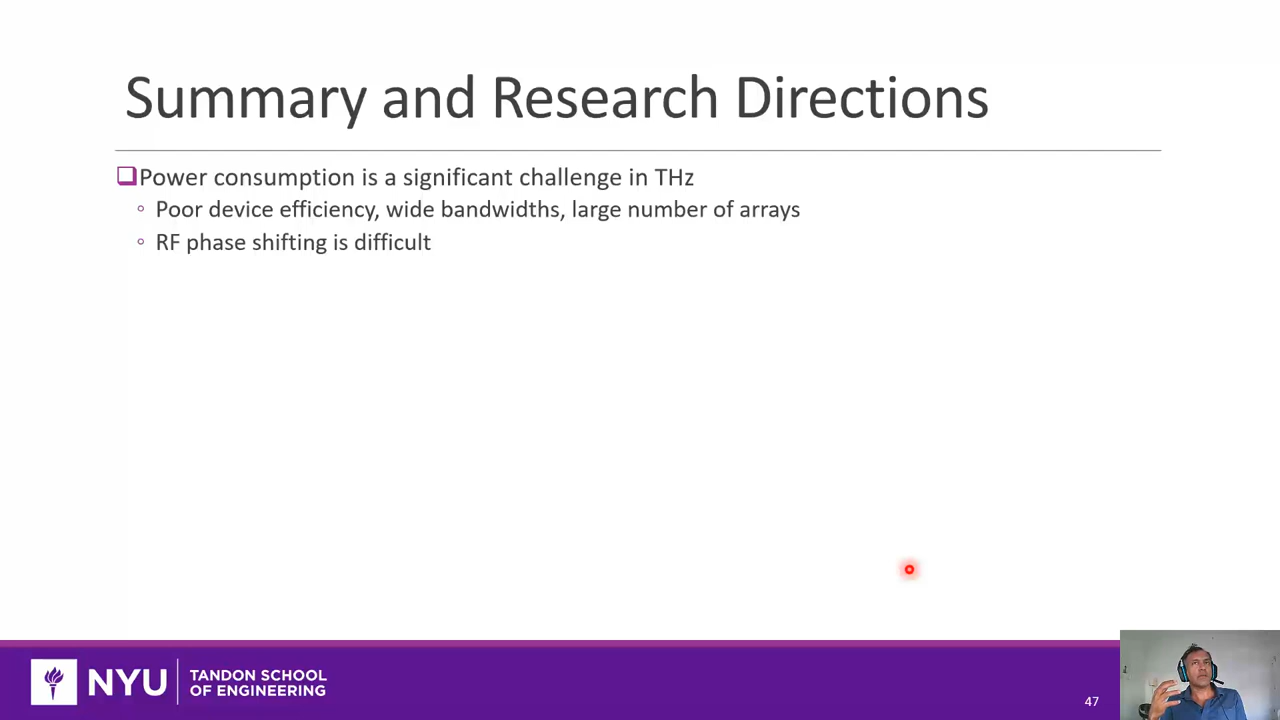 Summary and Research Directions
Power consumption is a significant challenge in THz
Poor device efficiency, wide bandwidths, large number of arrays
RF phase shifting is difficult
NYU
TANDON SCHOOL
OF ENGINEERING
47